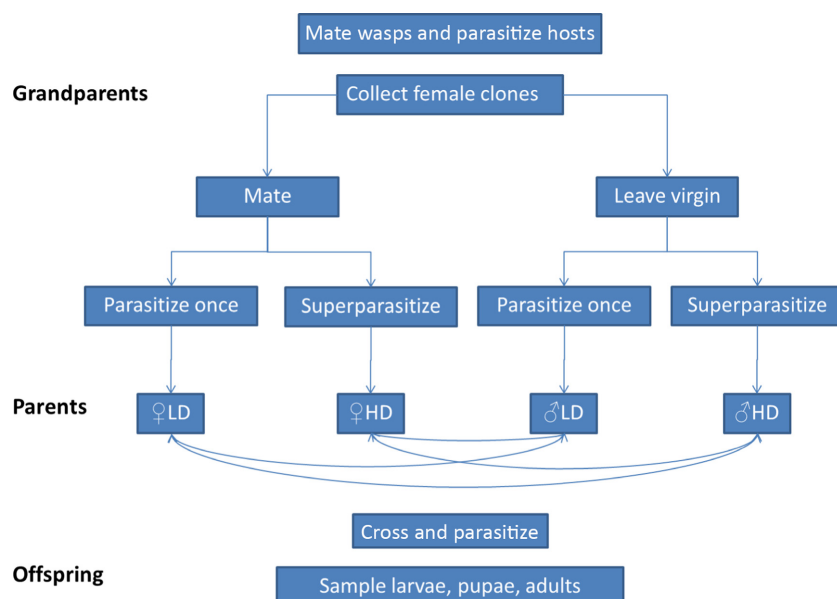 Mate wasps and parasitize hosts
Grandparents
Collect female clones
Mate
Leave virgin
Parasitize once
Superparasitize
Parasitize once
Superparasitize
Parents
♀LD
♀HD
♂LD
♂HD
Cross and parasitize
Offspring
Sample larvae, pupae, adults